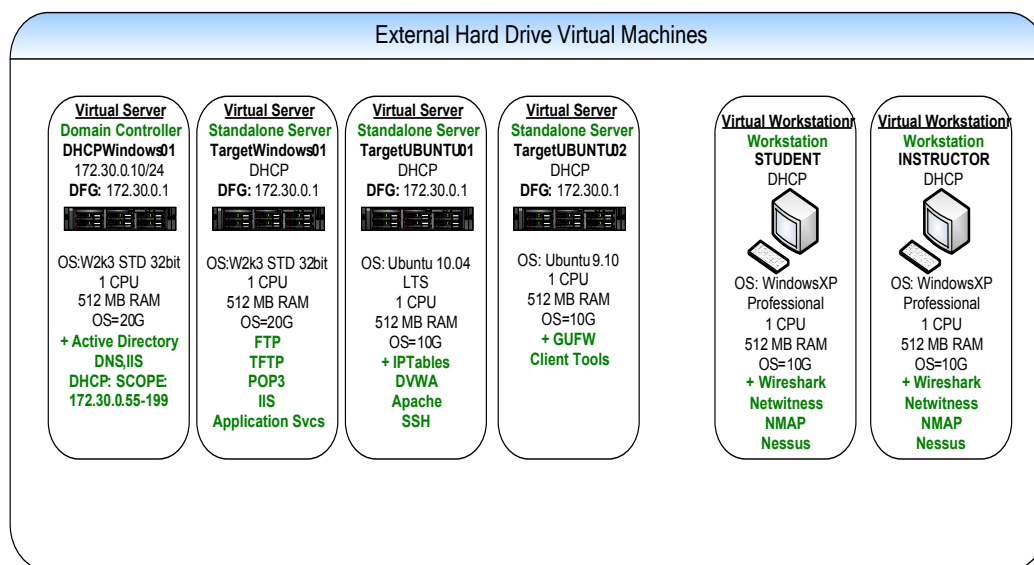 External Hard Drive Virtual Machines
Virtual Server
Domain Controller
DHCPWindows01
172.30.0.10/24
DFG: 172.30.0.1
OS:W2k3 STD 32bit
1 CPU
512 MB RAM
OS=20G
+ Active Directory
DNS,IIS
DHCP: SCOPE:
172.30.0.55-199
Virtual Server
Standalone Server
TargetWindows01
DHCP
DFG: 172.30.0.1
OS:W2k3 STD 32bit
1 CPU
512 MB RAM
OS=20G
FTP
TFTP
POP3
IIS
Application Svcs
Virtual Server
Standalone Server
TargetUBUNTU01
DHCP
DFG: 172.30.0.1
OS: Ubuntu 10.04
LTS
1 CPU
512 MB RAM
OS=10G
+ IPTables
DVWA
Apache
SSH
Virtual Server
Standalone Server
TargetUBUNTU02
DHCP
DFG: 172.30.0.1
OS: Ubuntu 9.10
1 CPU
512 MB RAM
OS=10G
+ GUFW
Client Tools
Virtual Workstationr
Workstation
STUDENT
DHCP
OS: WindowsXP
Professional
1 CPU
512 MB RAM
OS=10G
+ Wireshark
Netwitness
NMAP
Nessus
Virtual Workstationr
Workstation
INSTRUCTOR
DHCP
OS: WindowsXP
Professional
1 CPU
512 MB RAM
OS=10G
+ Wireshark
Netwitness
NMAP
Nessus